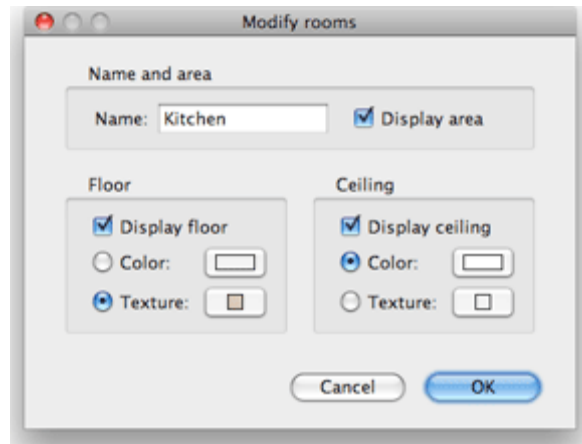 Modify rooms
Name and area
Name: Kitchen Display area
Floor Ceiling
Display floor Display ceiling
Color: Color:
Texture: Texture:
Cancel OK